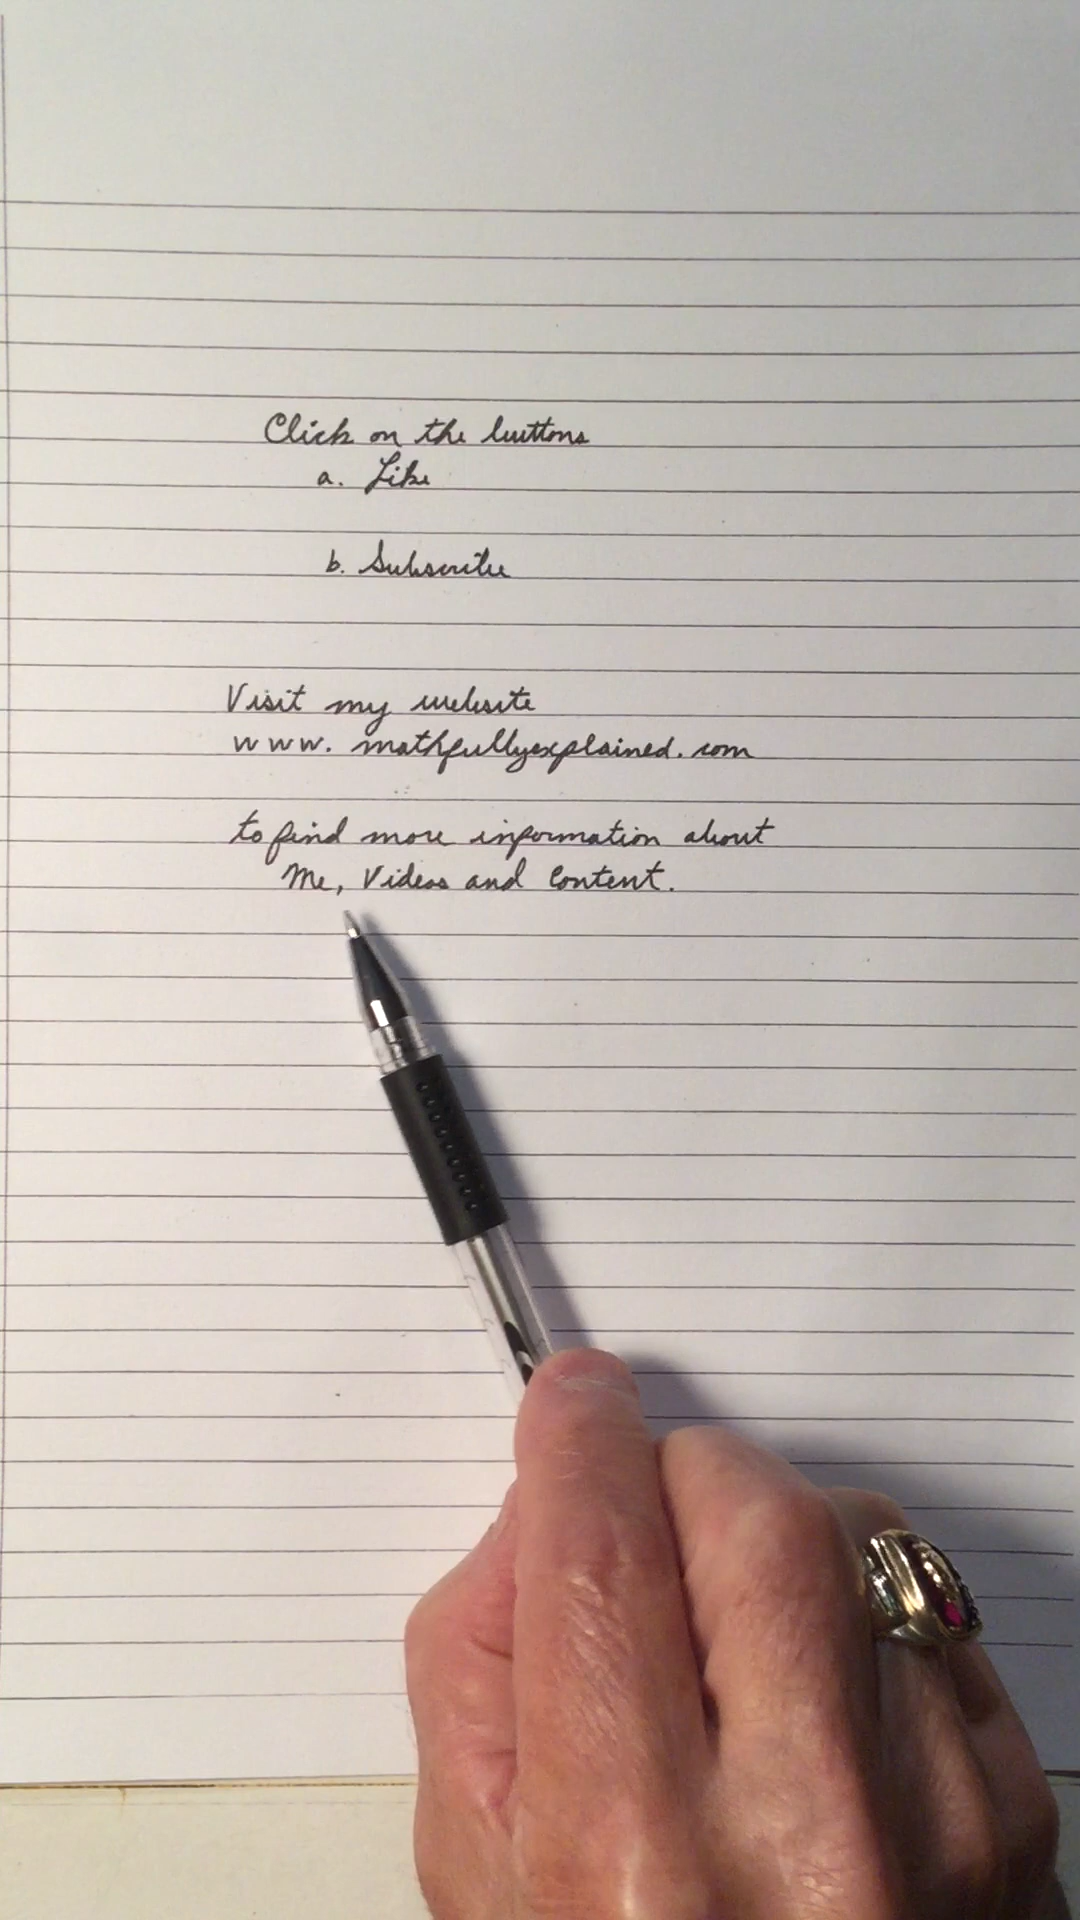 Click on the buttons
a. Like
b. Subscribe
Visit my website
www.mathfullyexplained.com
to find more information about
Me, Videos and Content.